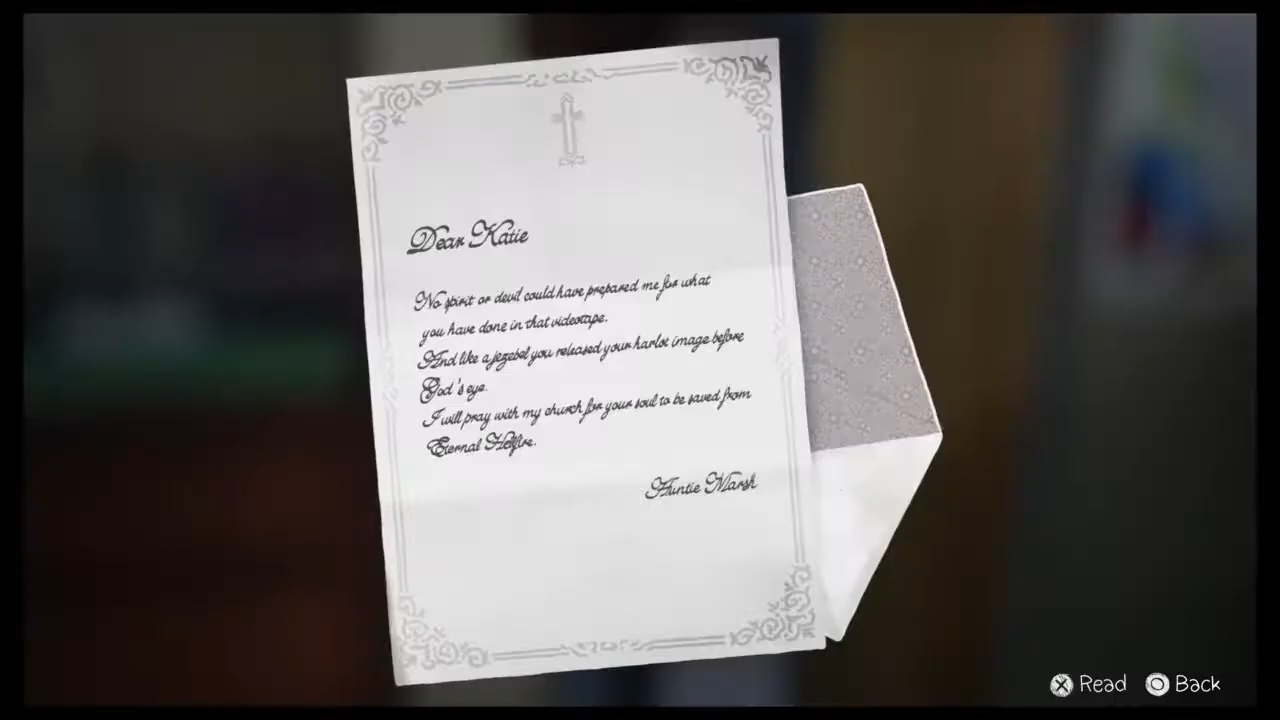 Dear Katie
No spirit or devil could have prepared me for what
you have done in that videotape.
And like a jezebel you released your harlot image before
God's eye.
I will pray with my church for your soul to be saved from
Eternal Hellfire.
Auntie Marsh
Read
Back